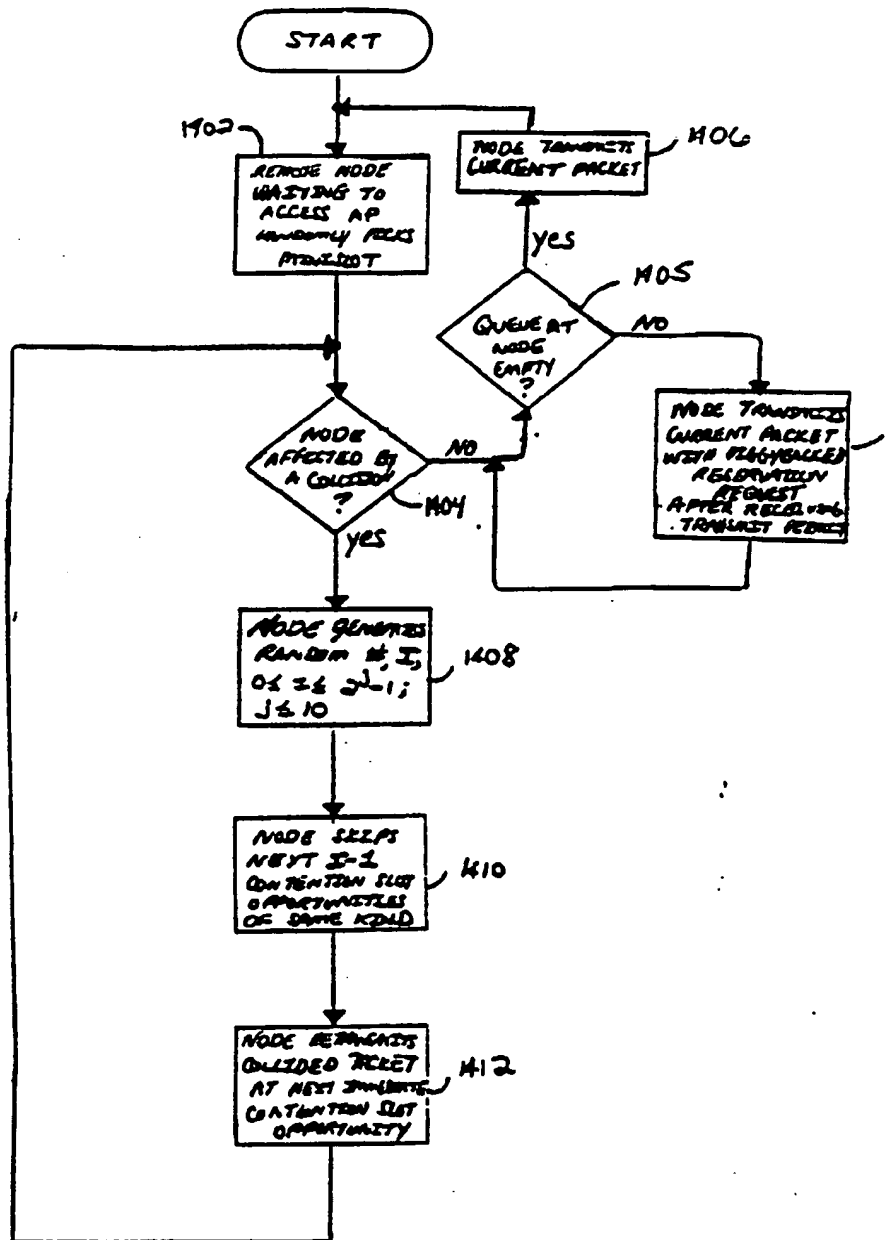 START
1402
REMOTE NODE
WAITING TO
ACCESS AP
RANDOMLY PICKS
MINISLOT
NODE TRANSMITS
CURRENT PACKET
1406
yes
1405
QUEUE AT
NODE
EMPTY
?
NO
NODE TRANSMITS
CURRENT PACKET
WITH PIGGYBACKED
RESERVATION
REQUEST
AFTER RECEIVING
TRANSMIT PERMIT
NODE
AFFECTED BY
A COLLISION
?
NO
1404
yes
NODE GENERATES
RANDOM #, I,
0≤ I ≤ 2^j-1;
j≤ 10
1408
NODE SKIPS
NEXT I-1
CONTENTION SLOT
OPPORTUNITIES
OF SAME KIND
1410
NODE RETRANSMITS
COLLIDED PACKET
AT NEXT IMMEDIATE
CONTENTION SLOT
OPPORTUNITY
1412